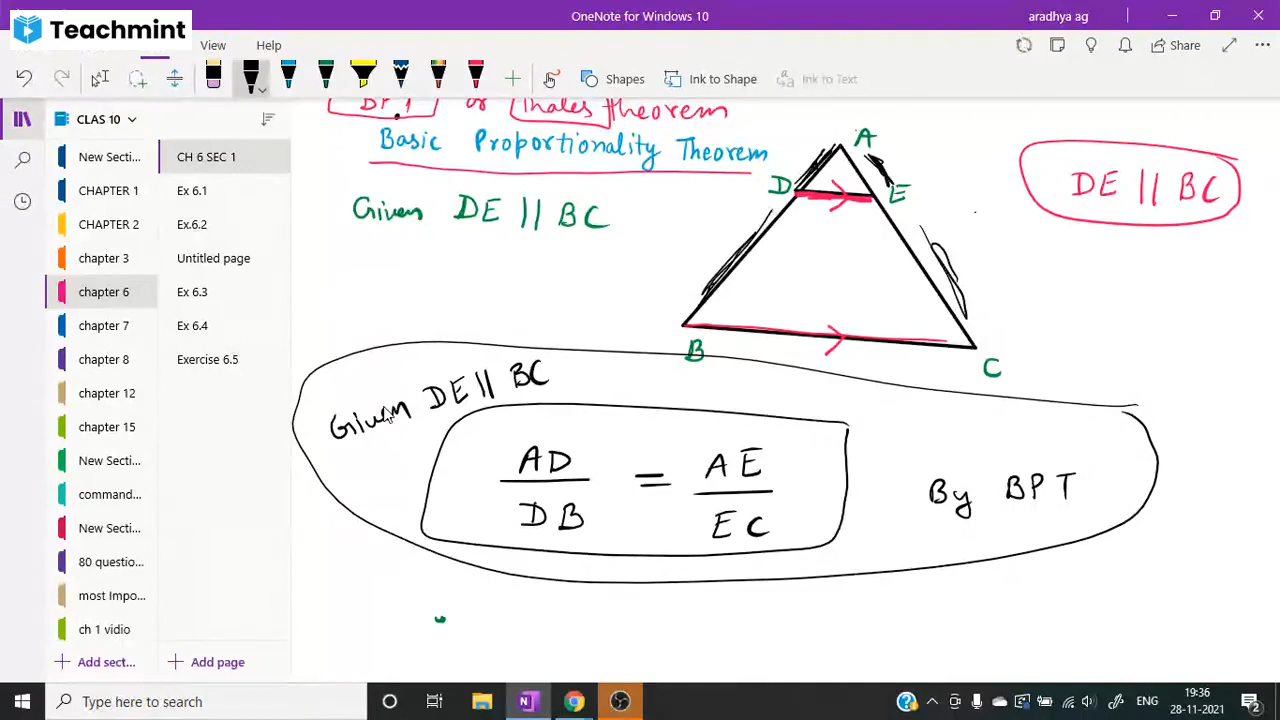 Teachmint
OneNote for Windows 10
aradhya ag
View Help
Share
Shapes
Ink to Shape
Ink to Text
CLAS 10
New Secti...
CHAPTER 1
CHAPTER 2
chapter 3
chapter 6
chapter 7
chapter 8
chapter 12
chapter 15
New Secti...
command...
New Secti...
80 questio...
most Impo...
ch 1 vidio
Add sect...
CH 6 SEC 1
Ex 6.1
Ex.6.2
Untitled page
Ex 6.3
Ex 6.4
Exercise 6.5
Add page
or Thales theorem
Basic Proportionality Theorem
Given DE || BC
A
D
E
B
C
DE || BC
Given DE || BC
AD
DB
=
AE
EC
By BPT
Type here to search
ENG
19:36
28-11-2021
2